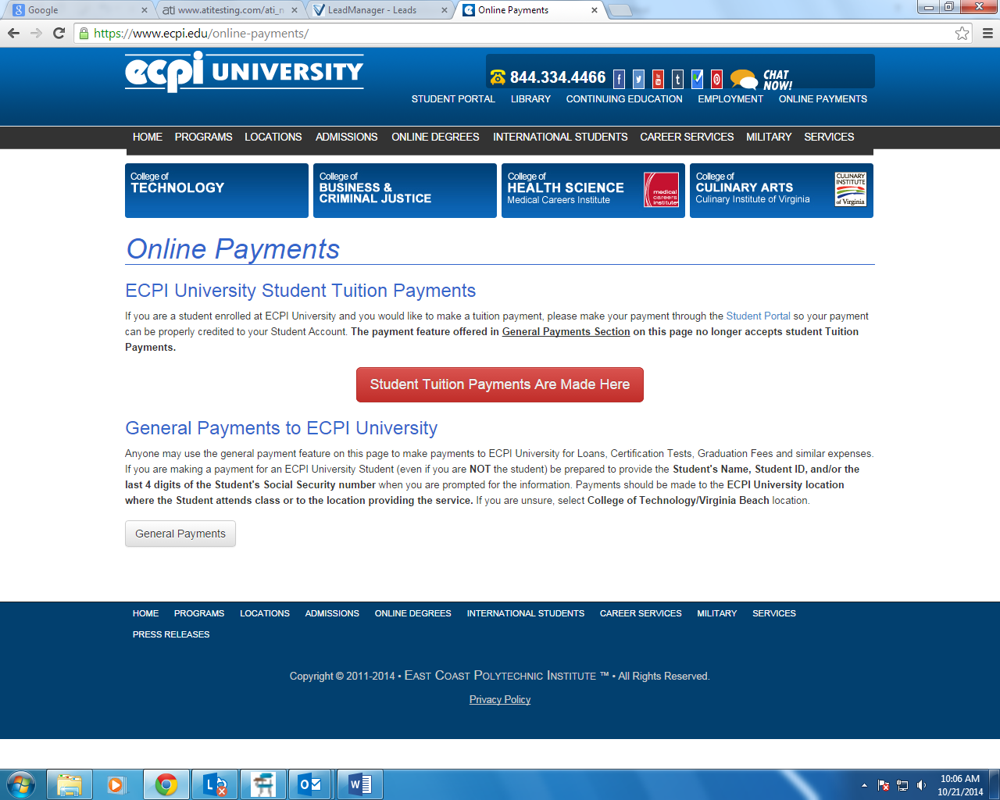 Google
ati www.atitesting.com/ati_n
LeadManager - Leads
Online Payments
https://www.ecpi.edu/online-payments/
ecpi UNIVERSITY
844.334.4466
CHAT NOW!
STUDENT PORTAL LIBRARY CONTINUING EDUCATION EMPLOYMENT ONLINE PAYMENTS
HOME PROGRAMS LOCATIONS ADMISSIONS ONLINE DEGREES INTERNATIONAL STUDENTS CAREER SERVICES MILITARY SERVICES
College of
TECHNOLOGY
College of
BUSINESS &
CRIMINAL JUSTICE
College of
HEALTH SCIENCE
Medical Careers Institute
medical
careers
institute
College of
CULINARY ARTS
Culinary Institute of Virginia
CULINARY
INSTITUTE
of Virginia
Online Payments
ECPI University Student Tuition Payments
If you are a student enrolled at ECPI University and you would like to make a tuition payment, please make your payment through the Student Portal so your payment
can be properly credited to your Student Account. The payment feature offered in General Payments Section on this page no longer accepts student Tuition
Payments.
Student Tuition Payments Are Made Here
General Payments to ECPI University
Anyone may use the general payment feature on this page to make payments to ECPI University for Loans, Certification Tests, Graduation Fees and similar expenses.
If you are making a payment for an ECPI University Student (even if you are NOT the student) be prepared to provide the Student's Name, Student ID, and/or the
last 4 digits of the Student's Social Security number when you are prompted for the information. Payments should be made to the ECPI University location
where the Student attends class or to the location providing the service. If you are unsure, select College of Technology/Virginia Beach location.
General Payments
HOME PROGRAMS LOCATIONS ADMISSIONS ONLINE DEGREES INTERNATIONAL STUDENTS CAREER SERVICES MILITARY SERVICES
PRESS RELEASES
Copyright © 2011-2014 • EAST COAST POLYTECHNIC INSTITUTE ™ • All Rights Reserved.
Privacy Policy
10:06 AM
10/21/2014